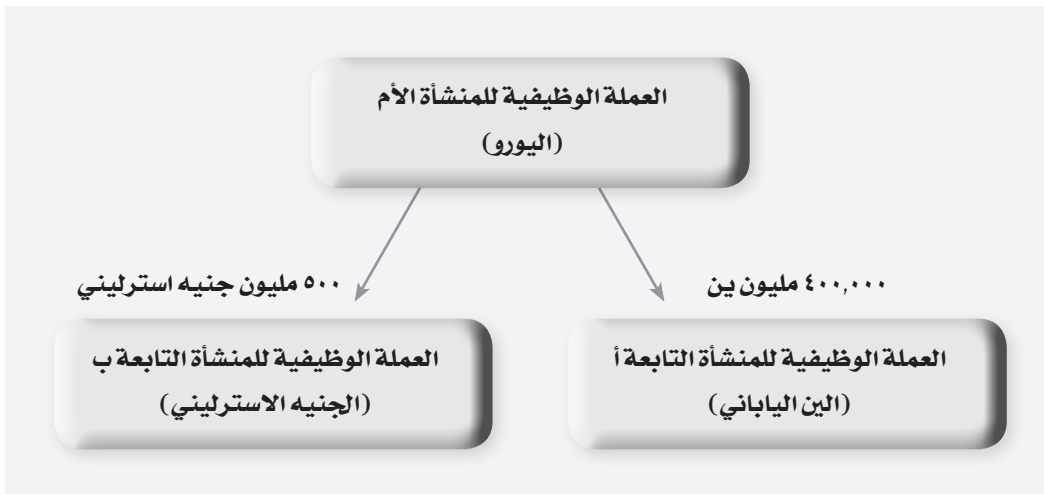 العملة الوظيفية للمنشأة الأم
(اليورو)
٤٠٠,٠٠٠ مليون ين
٥٠٠ مليون جنيه استرليني
العملة الوظيفية للمنشأة التابعة أ
(الين الياباني)
العملة الوظيفية للمنشأة التابعة ب
(الجنيه الاسترليني)